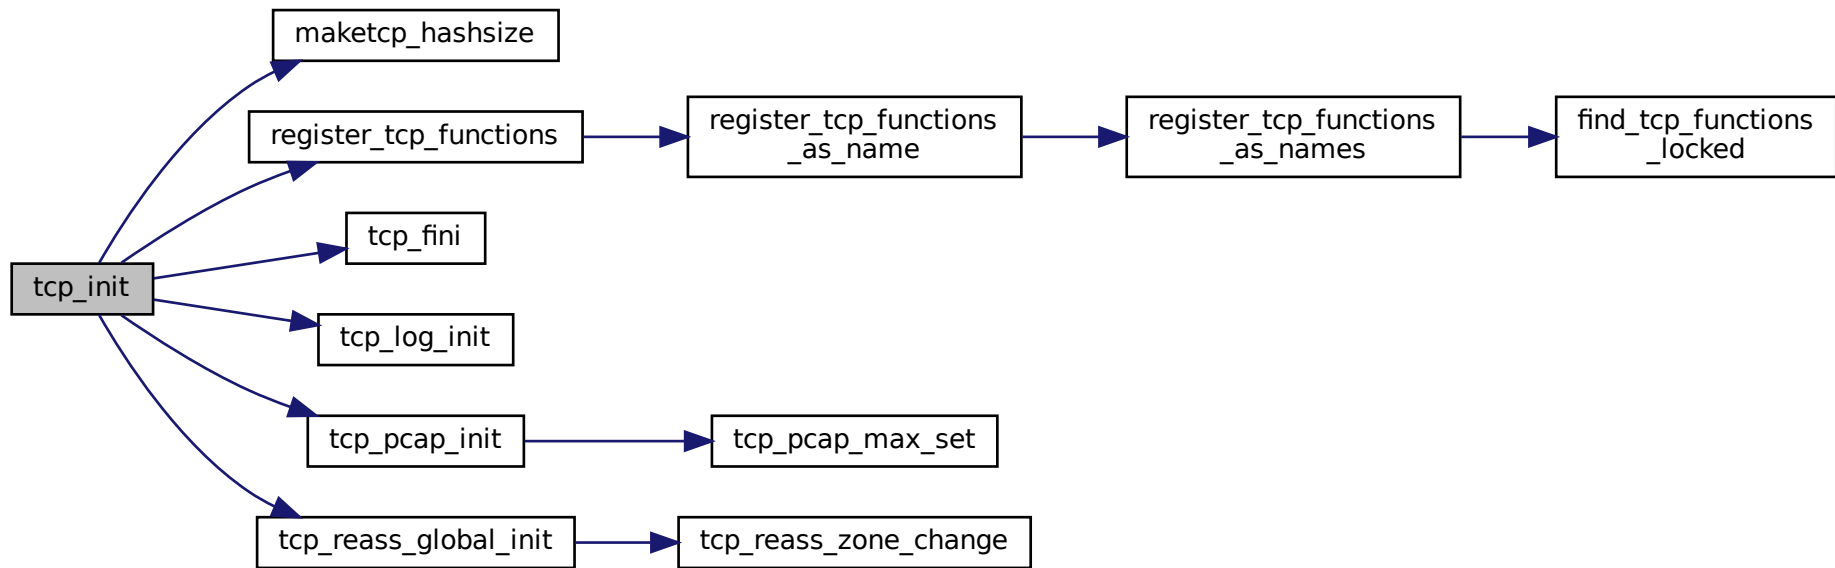 maketcp_hashsize
register_tcp_functions
register_tcp_functions
_as_name
register_tcp_functions
_as_names
find_tcp_functions
_locked
tcp_fini
tcp_init
tcp_log_init
tcp_pcap_init
tcp_pcap_max_set
tcp_reass_global_init
tcp_reass_zone_change